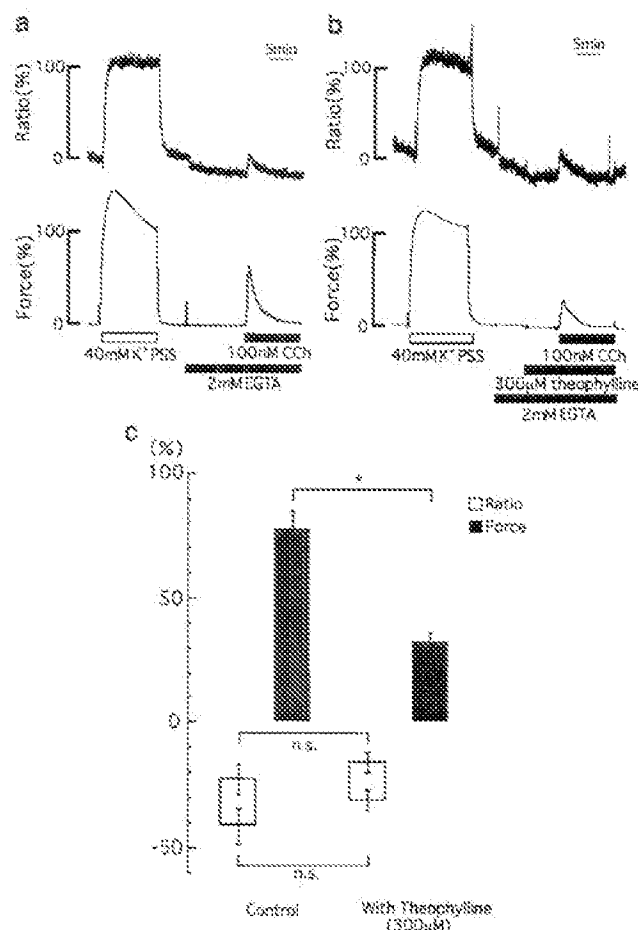 a
b
5min
5min
Ratio(%)
100
0
Ratio(%)
100
0
Force(%)
100
0
Force(%)
100
0
40mM K⁺ PSS
100nM CCh
2mM EGTA
40mM K⁺ PSS
100nM CCh
300μM theophylline
2mM EGTA
c
(%)
100
50
0
-50
*
Ratio
Force
n.s.
n.s.
Control
With Theophylline
(300μM)